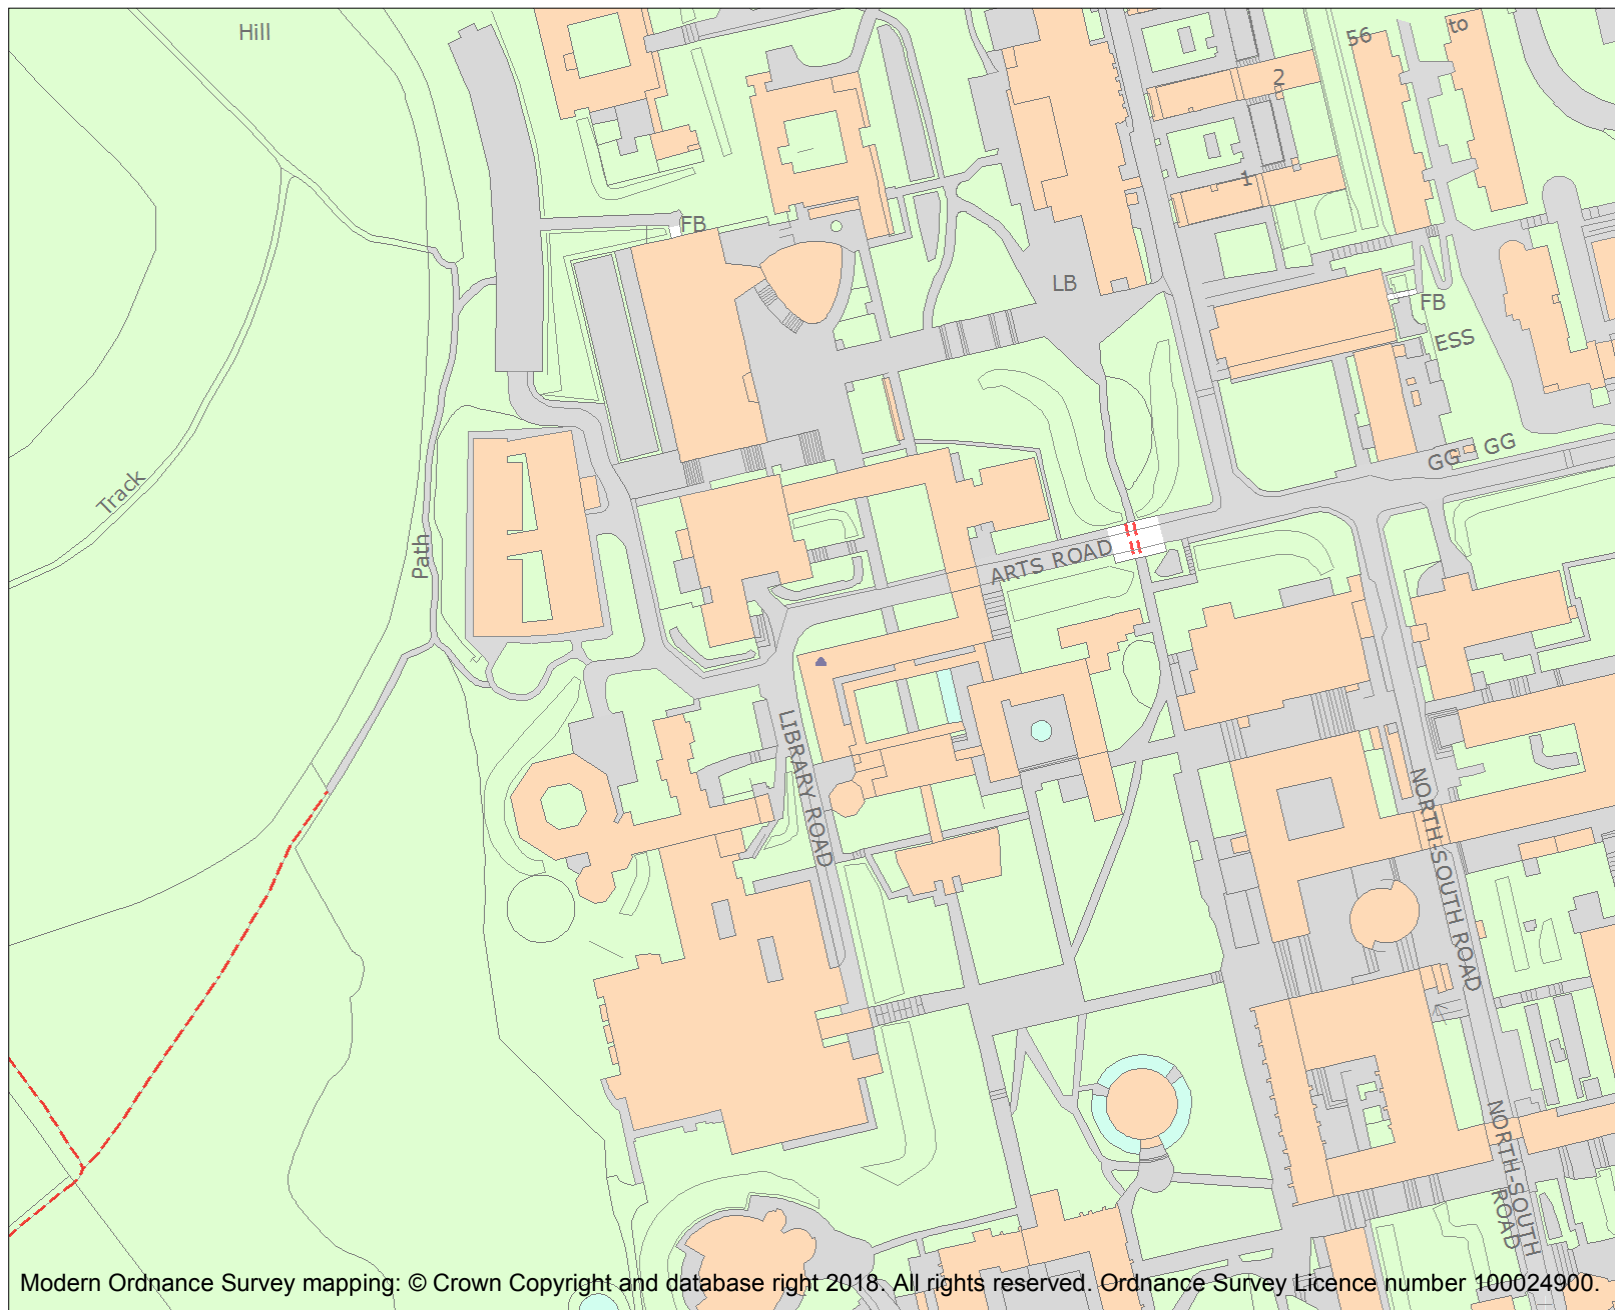 Hill
56
to
2
1
FB
LB
FB
ESS
GG
GG
Track
Path
ARTS ROAD
LIBRARY ROAD
NORTH-SOUTH ROAD
NORTH-SOUTH
ROAD
Modern Ordnance Survey mapping: © Crown Copyright and database right 2018. All rights reserved. Ordnance Survey Licence number 100024900.